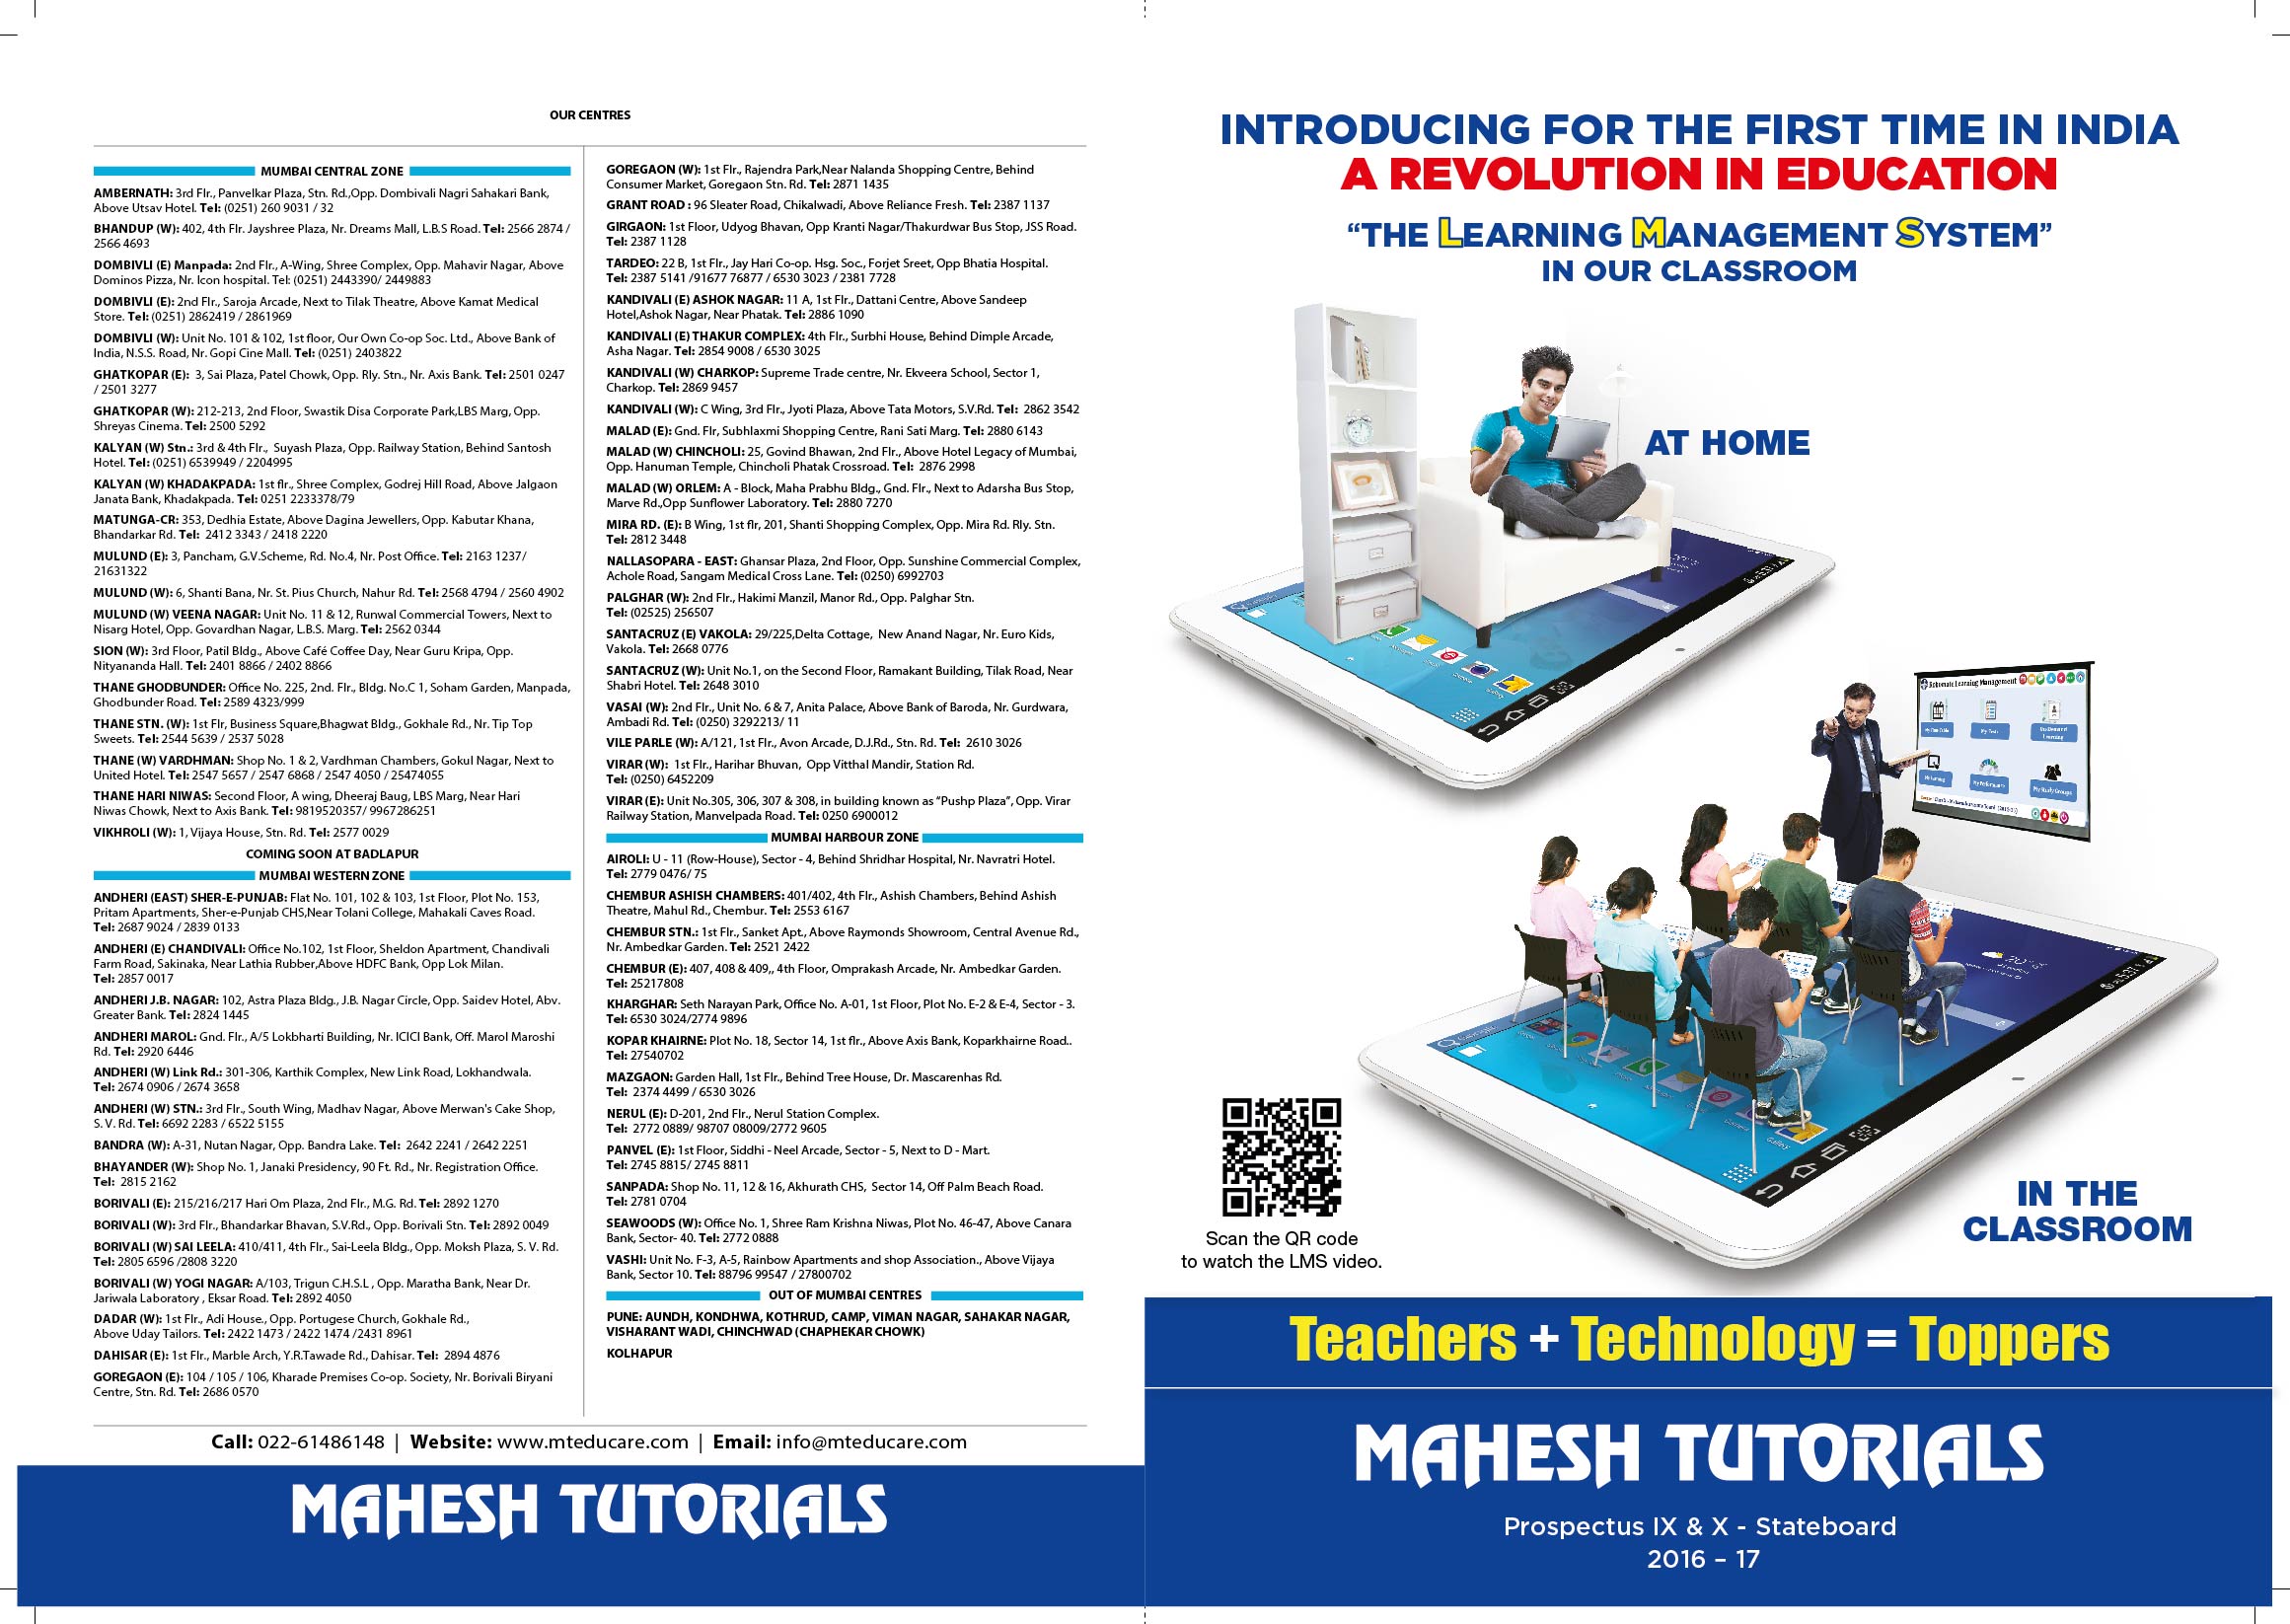 OUR CENTRES
MUMBAI CENTRAL ZONE
AMBERNATH: 3rd Flr., Panvelkar Plaza, Stn. Rd.,Opp. Dombivali Nagri Sahakari Bank,
Above Utsav Hotel. Tel: (0251) 260 9031 / 32
BHANDUP (W): 402, 4th Flr. Jayshree Plaza, Nr. Dreams Mall, L.B.S Road. Tel: 2566 2874 /
2566 4693
DOMBIVLI (E) Manpada: 2nd Flr., A-Wing, Shree Complex, Opp. Mahavir Nagar, Above
Dominos Pizza, Nr. Icon hospital. Tel: (0251) 2443390/ 2449883
DOMBIVLI (E): 2nd Flr., Saroja Arcade, Next to Tilak Theatre, Above Kamat Medical
Store. Tel: (0251) 2862419 / 2861969
DOMBIVLI (W): Unit No. 101 & 102, 1st floor, Our Own Co-op Soc. Ltd., Above Bank of
India, N.S.S. Road, Nr. Gopi Cine Mall. Tel: (0251) 2403822
GHATKOPAR (E): 3, Sai Plaza, Patel Chowk, Opp. Rly. Stn., Nr. Axis Bank. Tel: 2501 0247
/ 2501 3277
GHATKOPAR (W): 212-213, 2nd Floor, Swastik Disa Corporate Park,LBS Marg, Opp.
Shreyas Cinema. Tel: 2500 5292
KALYAN (W) Stn.: 3rd & 4th Flr., Suyash Plaza, Opp. Railway Station, Behind Santosh
Hotel. Tel: (0251) 6539949 / 2204995
KALYAN (W) KHADAKPADA: 1st flr., Shree Complex, Godrej Hill Road, Above Jalgaon
Janata Bank, Khadakpada. Tel: 0251 2233378/79
MATUNGA-CR: 353, Dedhia Estate, Above Dagina Jewellers, Opp. Kabutar Khana,
Bhandarkar Rd. Tel: 2412 3343 / 2418 2220
MULUND (E): 3, Pancham, G.V.Scheme, Rd. No.4, Nr. Post Office. Tel: 2163 1237/
21631322
MULUND (W): 6, Shanti Bana, Nr. St. Pius Church, Nahur Rd. Tel: 2568 4794 / 2560 4902
MULUND (W) VEENA NAGAR: Unit No. 11 & 12, Runwal Commercial Towers, Next to
Nisarg Hotel, Opp. Govardhan Nagar, L.B.S. Marg. Tel: 2562 0344
SION (W): 3rd Floor, Patil Bldg., Above Café Coffee Day, Near Guru Kripa, Opp.
Nityananda Hall. Tel: 2401 8866 / 2402 8866
THANE GHODBUNDER: Office No. 225, 2nd. Flr., Bldg. No.C 1, Soham Garden, Manpada,
Ghodbunder Road. Tel: 2589 4323/999
THANE STN. (W): 1st Flr, Business Square,Bhagwat Bldg., Gokhale Rd., Nr. Tip Top
Sweets. Tel: 2544 5639 / 2537 5028
THANE (W) VARDHMAN: Shop No. 1 & 2, Vardhman Chambers, Gokul Nagar, Next to
United Hotel. Tel: 2547 5657 / 2547 6868 / 2547 4050 / 25474055
THANE HARI NIWAS: Second Floor, A wing, Dheeraj Baug, LBS Marg, Near Hari
Niwas Chowk, Next to Axis Bank. Tel: 9819520357/ 9967286251
VIKHROLI (W): 1, Vijaya House, Stn. Rd. Tel: 2577 0029
COMING SOON AT BADLAPUR
MUMBAI WESTERN ZONE
ANDHERI (EAST) SHER-E-PUNJAB: Flat No. 101, 102 & 103, 1st Floor, Plot No. 153,
Pritam Apartments, Sher-e-Punjab CHS,Near Tolani College, Mahakali Caves Road.
Tel: 2687 9024 / 2839 0133
ANDHERI (E) CHANDIVALI: Office No.102, 1st Floor, Sheldon Apartment, Chandivali
Farm Road, Sakinaka, Near Lathia Rubber,Above HDFC Bank, Opp Lok Milan.
Tel: 2857 0017
ANDHERI J.B. NAGAR: 102, Astra Plaza Bldg., J.B. Nagar Circle, Opp. Saidev Hotel, Abv.
Greater Bank. Tel: 2824 1445
ANDHERI MAROL: Gnd. Flr., A/5 Lokbharti Building, Nr. ICICI Bank, Off. Marol Maroshi
Rd. Tel: 2920 6446
ANDHERI (W) Link Rd.: 301-306, Karthik Complex, New Link Road, Lokhandwala.
Tel: 2674 0906 / 2674 3658
ANDHERI (W) STN.: 3rd Flr., South Wing, Madhav Nagar, Above Merwan's Cake Shop,
S. V. Rd. Tel: 6692 2283 / 6522 5155
BANDRA (W): A-31, Nutan Nagar, Opp. Bandra Lake. Tel: 2642 2241 / 2642 2251
BHAYANDER (W): Shop No. 1, Janaki Presidency, 90 Ft. Rd., Nr. Registration Office.
Tel: 2815 2162
BORIVALI (E): 215/216/217 Hari Om Plaza, 2nd Flr., M.G. Rd. Tel: 2892 1270
BORIVALI (W): 3rd Flr., Bhandarkar Bhavan, S.V.Rd., Opp. Borivali Stn. Tel: 2892 0049
BORIVALI (W) SAI LEELA: 410/411, 4th Flr., Sai-Leela Bldg., Opp. Moksh Plaza, S. V. Rd.
Tel: 2805 6596 /2808 3220
BORIVALI (W) YOGI NAGAR: A/103, Trigun C.H.S.L , Opp. Maratha Bank, Near Dr.
Jariwala Laboratory , Eksar Road. Tel: 2892 4050
DADAR (W): 1st Flr., Adi House., Opp. Portugese Church, Gokhale Rd.,
Above Uday Tailors. Tel: 2422 1473 / 2422 1474 /2431 8961
DAHISAR (E): 1st Flr., Marble Arch, Y.R.Tawade Rd., Dahisar. Tel: 2894 4876
GOREGAON (E): 104 / 105 / 106, Kharade Premises Co-op. Society, Nr. Borivali Biryani
Centre, Stn. Rd. Tel: 2686 0570
GOREGAON (W): 1st Flr., Rajendra Park,Near Nalanda Shopping Centre, Behind
Consumer Market, Goregaon Stn. Rd. Tel: 2871 1435
GRANT ROAD : 96 Sleater Road, Chikalwadi, Above Reliance Fresh. Tel: 2387 1137
GIRGAON: 1st Floor, Udyog Bhavan, Opp Kranti Nagar/Thakurdwar Bus Stop, JSS Road.
Tel: 2387 1128
TARDEO: 22 B, 1st Flr., Jay Hari Co-op. Hsg. Soc., Forjet Sreet, Opp Bhatia Hospital.
Tel: 2387 5141 /91677 76877 / 6530 3023 / 2381 7728
KANDIVALI (E) ASHOK NAGAR: 11 A, 1st Flr., Dattani Centre, Above Sandeep
Hotel,Ashok Nagar, Near Phatak. Tel: 2886 1090
KANDIVALI (E) THAKUR COMPLEX: 4th Flr., Surbhi House, Behind Dimple Arcade,
Asha Nagar. Tel: 2854 9008 / 6530 3025
KANDIVALI (W) CHARKOP: Supreme Trade centre, Nr. Ekveera School, Sector 1,
Charkop. Tel: 2869 9457
KANDIVALI (W): C Wing, 3rd Flr., Jyoti Plaza, Above Tata Motors, S.V.Rd. Tel: 2862 3542
MALAD (E): Gnd. Flr, Subhlaxmi Shopping Centre, Rani Sati Marg. Tel: 2880 6143
MALAD (W) CHINCHOLI: 25, Govind Bhawan, 2nd Flr., Above Hotel Legacy of Mumbai,
Opp. Hanuman Temple, Chincholi Phatak Crossroad. Tel: 2876 2998
MALAD (W) ORLEM: A - Block, Maha Prabhu Bldg., Gnd. Flr., Next to Adarsha Bus Stop,
Marve Rd.,Opp Sunflower Laboratory. Tel: 2880 7270
MIRA RD. (E): B Wing, 1st flr, 201, Shanti Shopping Complex, Opp. Mira Rd. Rly. Stn.
Tel: 2812 3448
NALLASOPARA - EAST: Ghansar Plaza, 2nd Floor, Opp. Sunshine Commercial Complex,
Achole Road, Sangam Medical Cross Lane. Tel: (0250) 6992703
PALGHAR (W): 2nd Flr., Hakimi Manzil, Manor Rd., Opp. Palghar Stn.
Tel: (02525) 256507
SANTACRUZ (E) VAKOLA: 29/225,Delta Cottage, New Anand Nagar, Nr. Euro Kids,
Vakola. Tel: 2668 0776
SANTACRUZ (W): Unit No.1, on the Second Floor, Ramakant Building, Tilak Road, Near
Shabri Hotel. Tel: 2648 3010
VASAI (W): 2nd Flr., Unit No. 6 & 7, Anita Palace, Above Bank of Baroda, Nr. Gurdwara,
Ambadi Rd. Tel: (0250) 3292213/ 11
VILE PARLE (W): A/121, 1st Flr., Avon Arcade, D.J.Rd., Stn. Rd. Tel: 2610 3026
VIRAR (W): 1st Flr., Harihar Bhuvan, Opp Vitthal Mandir, Station Rd.
Tel: (0250) 6452209
VIRAR (E): Unit No.305, 306, 307 & 308, in building known as “Pushp Plaza”, Opp. Virar
Railway Station, Manvelpada Road. Tel: 0250 6900012
MUMBAI HARBOUR ZONE
AIROLI: U - 11 (Row-House), Sector - 4, Behind Shridhar Hospital, Nr. Navratri Hotel.
Tel: 2779 0476/ 75
CHEMBUR ASHISH CHAMBERS: 401/402, 4th Flr., Ashish Chambers, Behind Ashish
Theatre, Mahul Rd., Chembur. Tel: 2553 6167
CHEMBUR STN.: 1st Flr., Sanket Apt., Above Raymonds Showroom, Central Avenue Rd.,
Nr. Ambedkar Garden. Tel: 2521 2422
CHEMBUR (E): 407, 408 & 409,, 4th Floor, Omprakash Arcade, Nr. Ambedkar Garden.
Tel: 25217808
KHARGHAR: Seth Narayan Park, Office No. A-01, 1st Floor, Plot No. E-2 & E-4, Sector - 3.
Tel: 6530 3024/2774 9896
KOPAR KHAIRNE: Plot No. 18, Sector 14, 1st flr., Above Axis Bank, Koparkhairne Road..
Tel: 27540702
MAZGAON: Garden Hall, 1st Flr., Behind Tree House, Dr. Mascarenhas Rd.
Tel: 2374 4499 / 6530 3026
NERUL (E): D-201, 2nd Flr., Nerul Station Complex.
Tel: 2772 0889/ 98707 08009/2772 9605
PANVEL (E): 1st Floor, Siddhi - Neel Arcade, Sector - 5, Next to D - Mart.
Tel: 2745 8815/ 2745 8811
SANPADA: Shop No. 11, 12 & 16, Akhurath CHS, Sector 14, Off Palm Beach Road.
Tel: 2781 0704
SEAWOODS (W): Office No. 1, Shree Ram Krishna Niwas, Plot No. 46-47, Above Canara
Bank, Sector- 40. Tel: 2772 0888
VASHI: Unit No. F-3, A-5, Rainbow Apartments and shop Association., Above Vijaya
Bank, Sector 10. Tel: 88796 99547 / 27800702
OUT OF MUMBAI CENTRES
PUNE: AUNDH, KONDHWA, KOTHRUD, CAMP, VIMAN NAGAR, SAHAKAR NAGAR,
VISHARANT WADI, CHINCHWAD (CHAPHEKAR CHOWK)
KOLHAPUR
Call: 022-61486148 | Website: www.mteducare.com | Email: info@mteducare.com
MAHESH TUTORIALS
INTRODUCING FOR THE FIRST TIME IN INDIA
A REVOLUTION IN EDUCATION
“THE LEARNING MANAGEMENT SYSTEM”
IN OUR CLASSROOM
AT HOME
Robomate Learning Management
IN THE
CLASSROOM
Scan the QR code
to watch the LMS video.
Teachers + Technology = Toppers
MAHESH TUTORIALS
Prospectus IX & X - Stateboard
2016 – 17